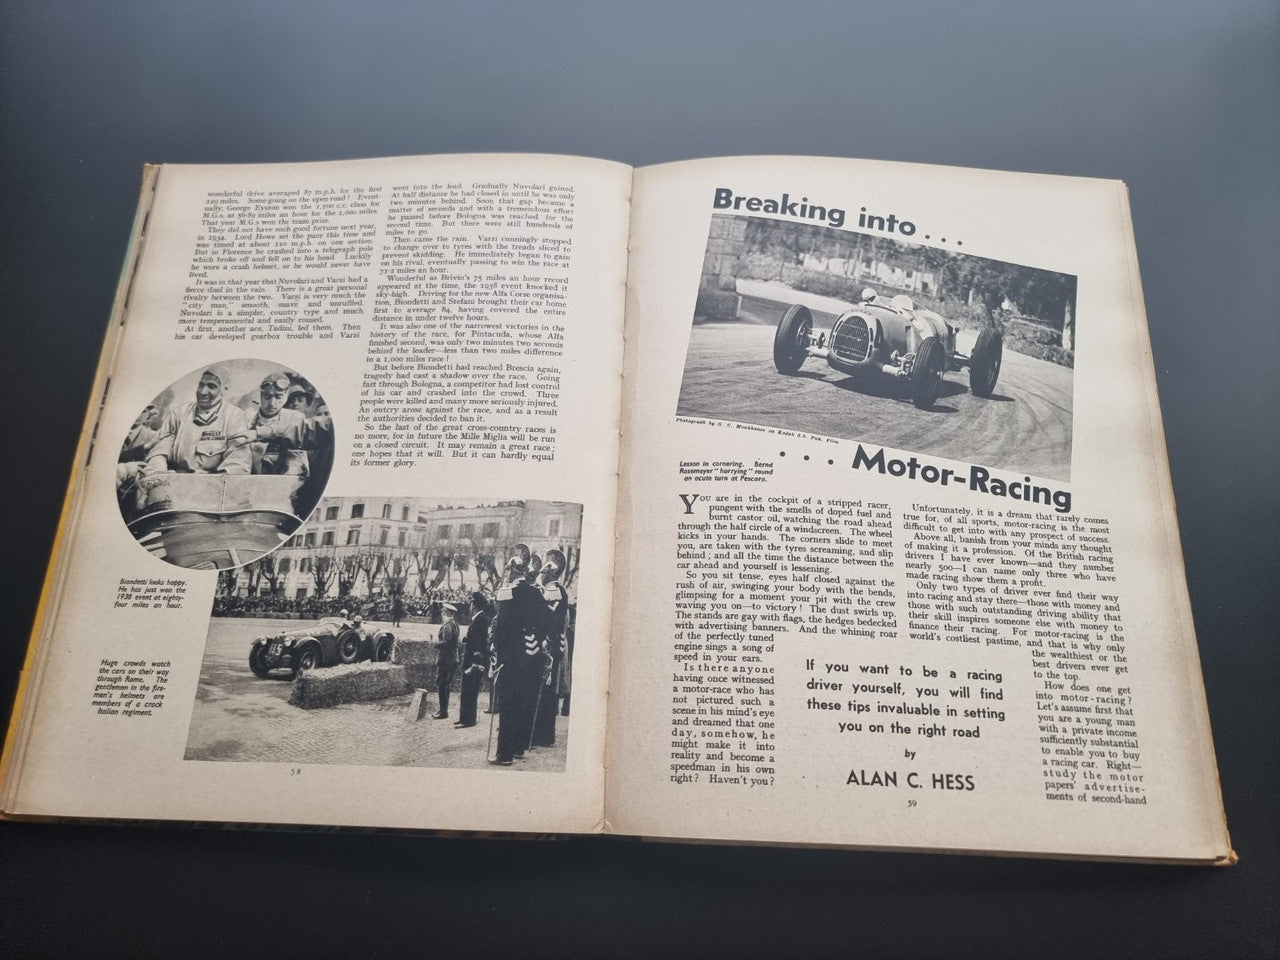 wonderful drive averaged 87 m.p.h. for the first
129 miles. Some going on the open road! Event-
ually, George Eyston won the 1,100 c.c. class for
M.G.s, at 56·89 miles an hour for the 1,000 miles.
That year M.G.s won the team prize.
They did not have such good fortune next year,
in 1934. Lord Howe set the pace this time and
was timed at about 110 m.p.h. on one section.
But in Florence he crashed into a telegraph pole
which broke off and fell on to his head. Luckily
he wore a crash helmet, or he would never have
lived.
It was in that year that Nuvolari and Varzi had a
fierce duel in the rain. There is a great personal
rivalry between the two. Varzi is very much the
"city man," smooth, suave and unruffled.
Nuvolari is a simpler, country type and much
more temperamental and easily roused.
At first, another ace, Tadini, led them. Then
his car developed gearbox trouble and Varzi
went into the lead. Gradually Nuvolari gained.
At half distance he had closed in until he was only
two minutes behind. Soon that gap became a
matter of seconds and with a tremendous effort
he passed before Bologna was reached for the
second time. But there were still hundreds of
miles to go.
Then came the rain. Varzi cunningly stopped
to change over to tyres with the treads sliced to
prevent skidding. He immediately began to gain
on his rival, eventually passing to win the race at
71·2 miles an hour.
Wonderful as Brivio's 75 miles an hour record
appeared at the time, the 1938 event knocked it
sky-high. Driving for the new Alfa Corse organisa-
tion, Biondetti and Stefani brought their car home
first to average 84, having covered the entire
distance in under twelve hours.
It was also one of the narrowest victories in the
history of the race, for Pintacuda, whose Alfa
finished second, was only two minutes two seconds
behind the leader—less than two miles difference
in a 1,000 miles race!
But before Biondetti had reached Brescia again,
tragedy had cast a shadow over the race. Going
fast through Bologna, a competitor had lost control
of his car and crashed into the crowd. Three
people were killed and many more seriously injured.
An outcry arose against the race, and as a result
the authorities decided to ban it.
So the last of the great cross-country races is
no more, for in future the Mille Miglia will be run
on a closed circuit. It may remain a great race;
one hopes that it will. But it can hardly equal
its former glory.
Biondetti looks happy.
He has just won the
1938 event at eighty-
four miles an hour.
Huge crowds watch
the cars on their way
through Rome. The
gentlemen in the fire-
men's helmets are
members of a crack
Italian regiment.
58
Breaking into . . .
Photograph by G. C. Monkhouse on Kodak S.S. Pan. Film.
. . . Motor-Racing
Lesson in cornering. Bernd
Rosemeyer "hurrying" round
an acute turn at Pescara.
You are in the cockpit of a stripped racer,
pungent with the smells of doped fuel and
burnt castor oil, watching the road ahead
through the half circle of a windscreen. The wheel
kicks in your hands. The corners slide to meet
you, are taken with the tyres screaming, and slip
behind; and all the time the distance between the
car ahead and yourself is lessening.
So you sit tense, eyes half closed against the
rush of air, swinging your body with the bends,
glimpsing for a moment your pit with the crew
waving you on—to victory! The dust swirls up.
The stands are gay with flags, the hedges bedecked
with advertising banners. And the whining roar
of the perfectly tuned
engine sings a song of
speed in your ears.
Is there anyone
having once witnessed
a motor-race who has
not pictured such a
scene in his mind's eye
and dreamed that one
day, somehow, he
might make it into
reality and become a
speedman in his own
right? Haven't you?
If you want to be a racing
driver yourself, you will find
these tips invaluable in setting
you on the right road
by
ALAN C. HESS
Unfortunately, it is a dream that rarely comes
true for, of all sports, motor-racing is the most
difficult to get into with any prospect of success.
Above all, banish from your minds any thought
of making it a profession. Of the British racing
drivers I have ever known—and they number
nearly 500—I can name only three who have
made racing show them a profit.
Only two types of driver ever find their way
into racing and stay there—those with money and
those with such outstanding driving ability that
their skill inspires someone else with money to
finance their racing. For motor-racing is the
world's costliest pastime, and that is why only
the wealthiest or the
best drivers ever get
to the top.
How does one get
into motor-racing?
Let's assume first that
you are a young man
with a private income
sufficiently substantial
to enable you to buy
a racing car. Right—
study the motor
papers' advertise-
ments of second-hand
59